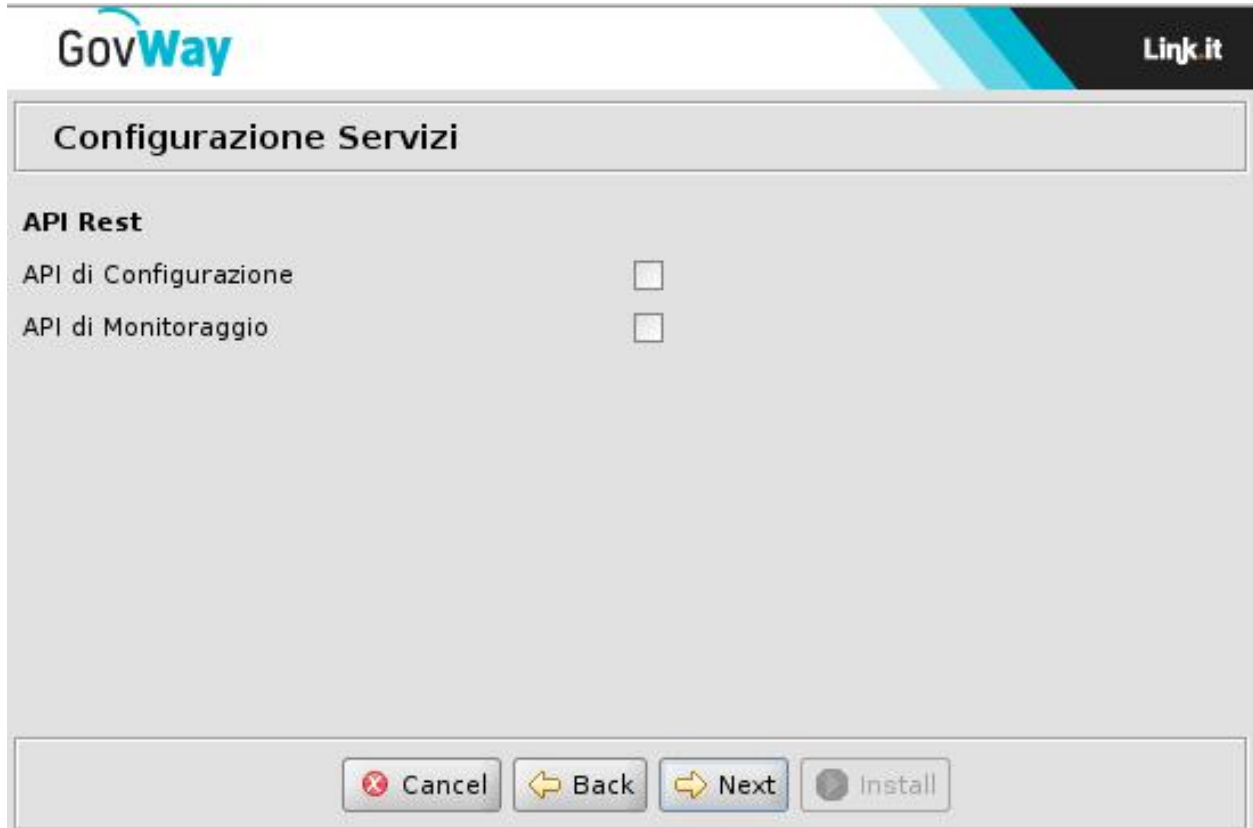 GovWay
Link.it
Configurazione Servizi
API Rest
API di Configurazione
API di Monitoraggio
Cancel
Back
Next
Install